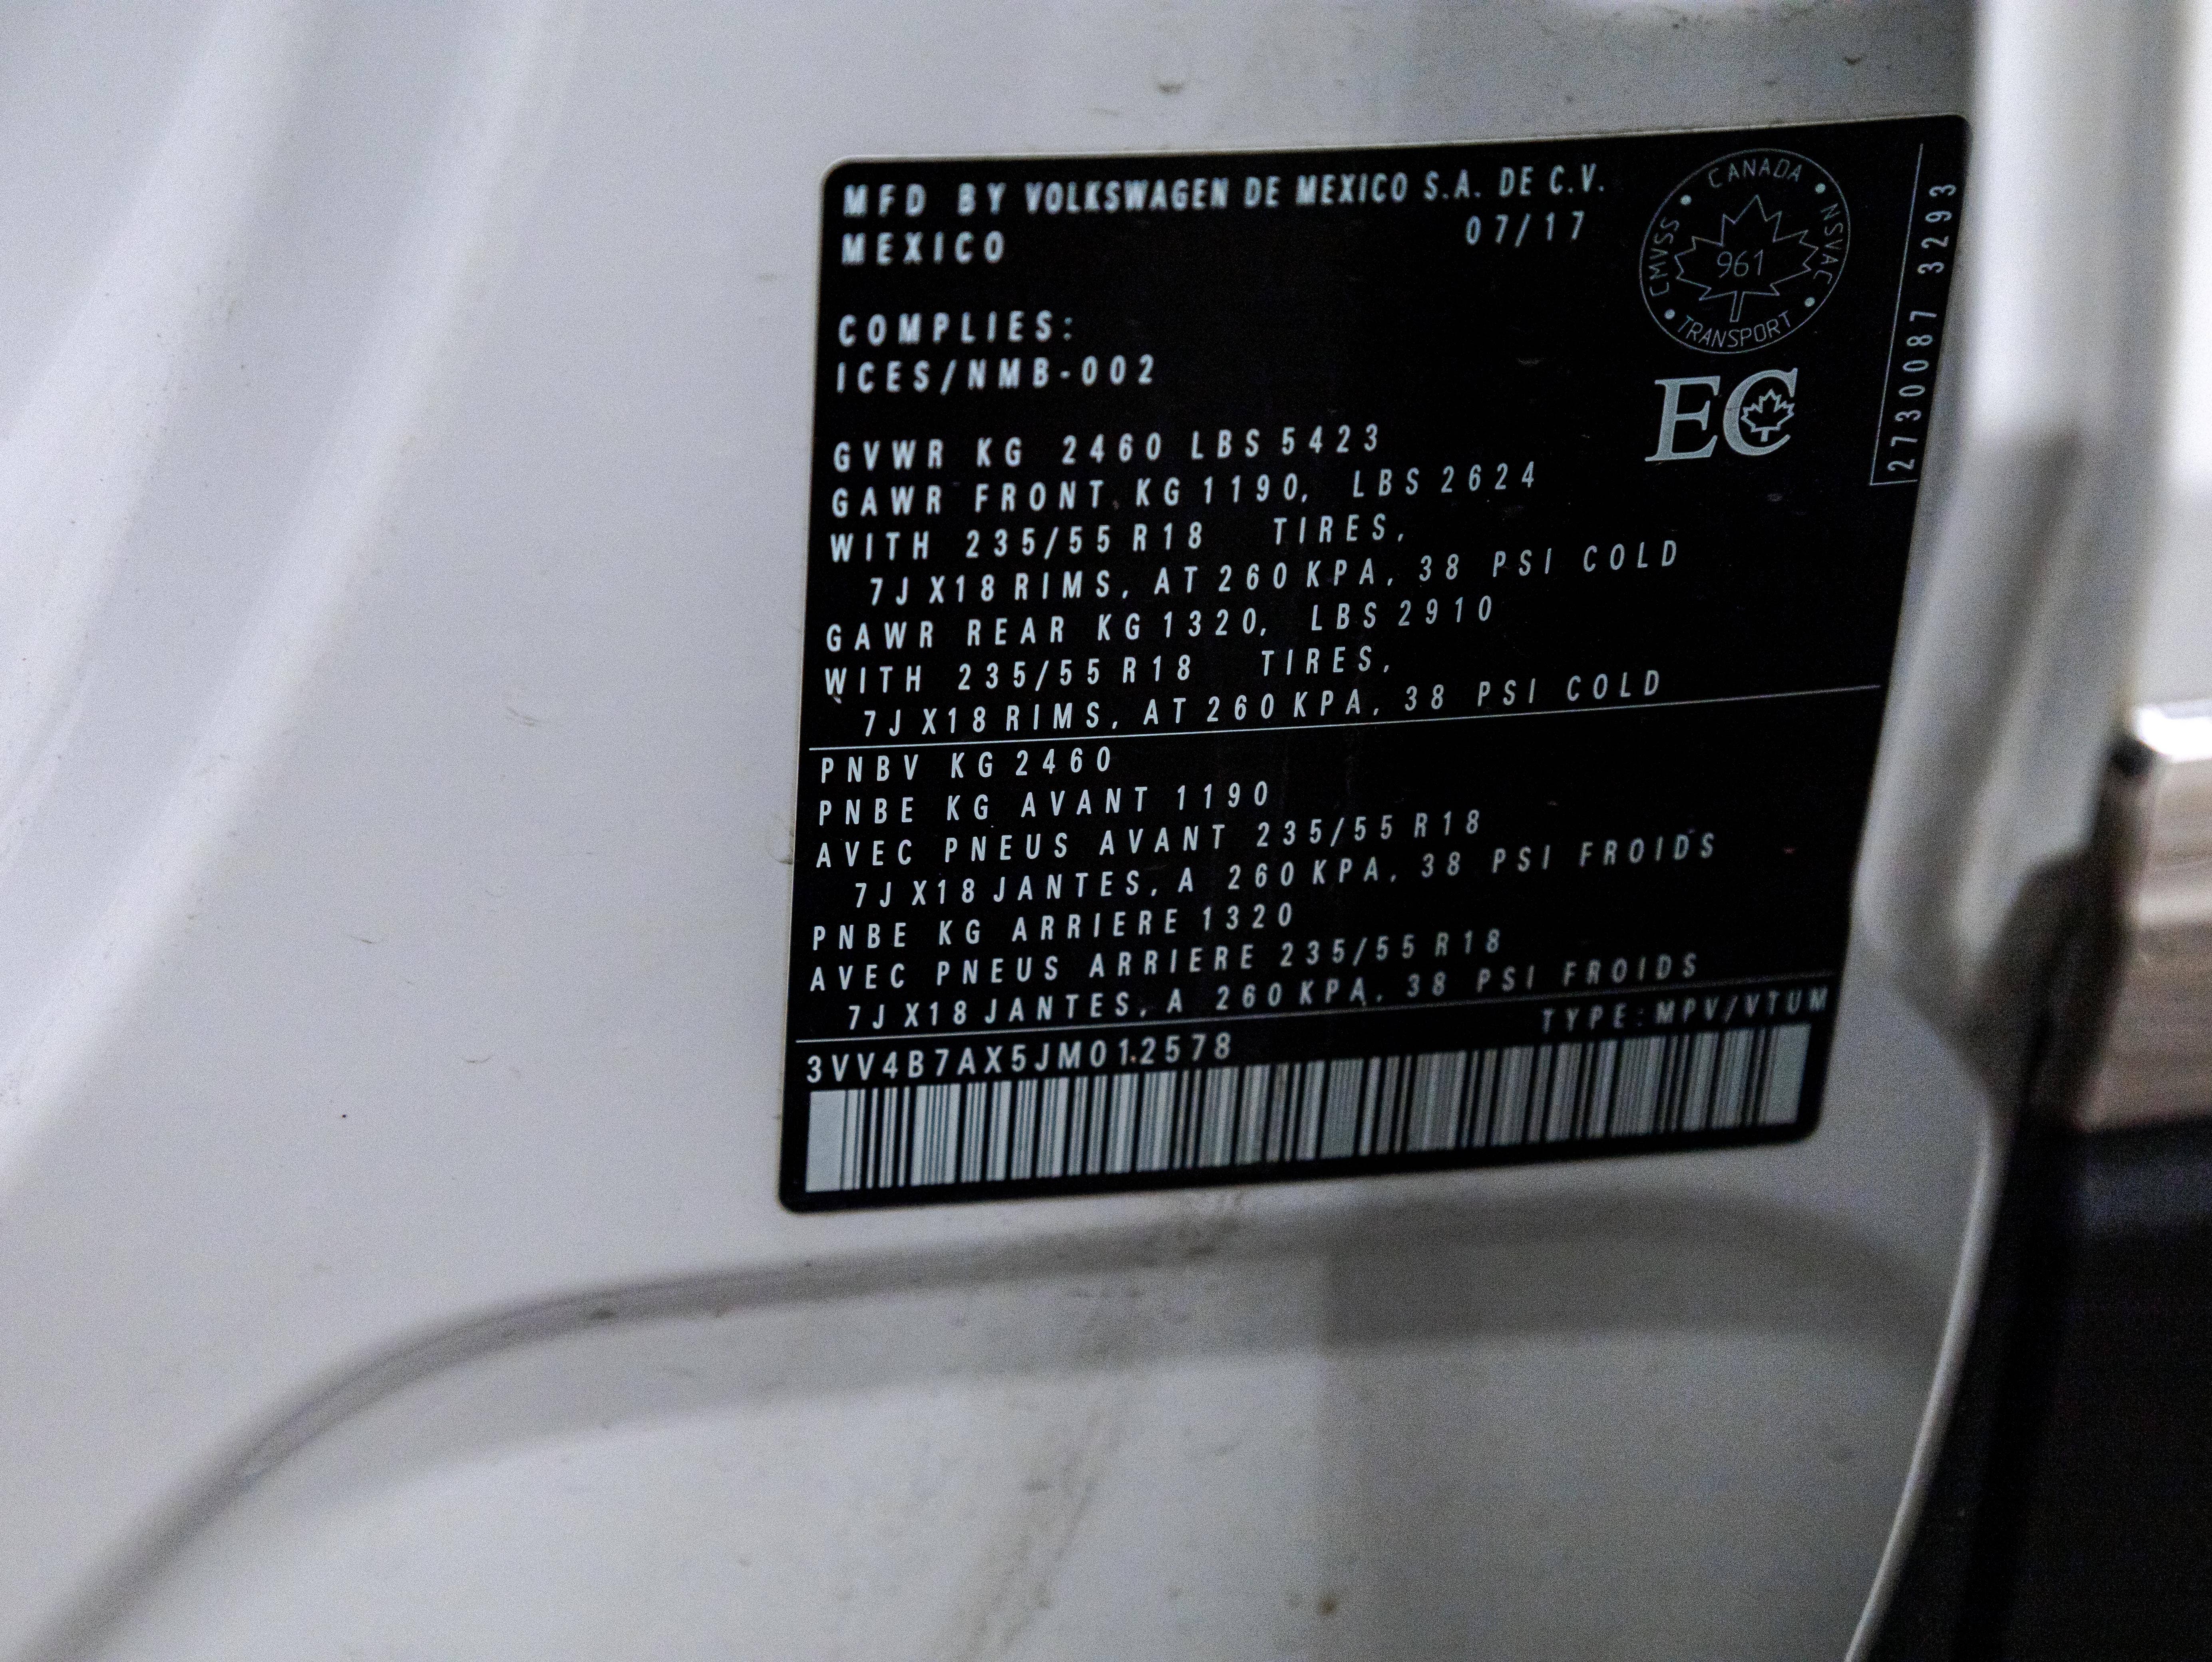 MFD BY VOLKSWAGEN DE MEXICO S.A. DE C.V.
MEXICO 07/17
CANADA
CMVSS NSVAC
961
TRANSPORT
COMPLIES:
ICES/NMB-002
EC
2730087 3293
GVWR KG 2460 LBS 5423
GAWR FRONT KG 1190, LBS 2624
WITH 235/55 R18 TIRES,
7J X18 RIMS, AT 260 KPA, 38 PSI COLD
GAWR REAR KG 1320, LBS 2910
WITH 235/55 R18 TIRES,
7J X18 RIMS, AT 260 KPA, 38 PSI COLD
PNBV KG 2460
PNBE KG AVANT 1190
AVEC PNEUS AVANT 235/55 R18
7J X18 JANTES, A 260 KPA, 38 PSI FROIDS
PNBE KG ARRIERE 1320
AVEC PNEUS ARRIERE 235/55 R18
7J X18 JANTES, A 260 KPA, 38 PSI FROIDS
TYPE:MPV/VTUM
3VV4B7AX5JM012578